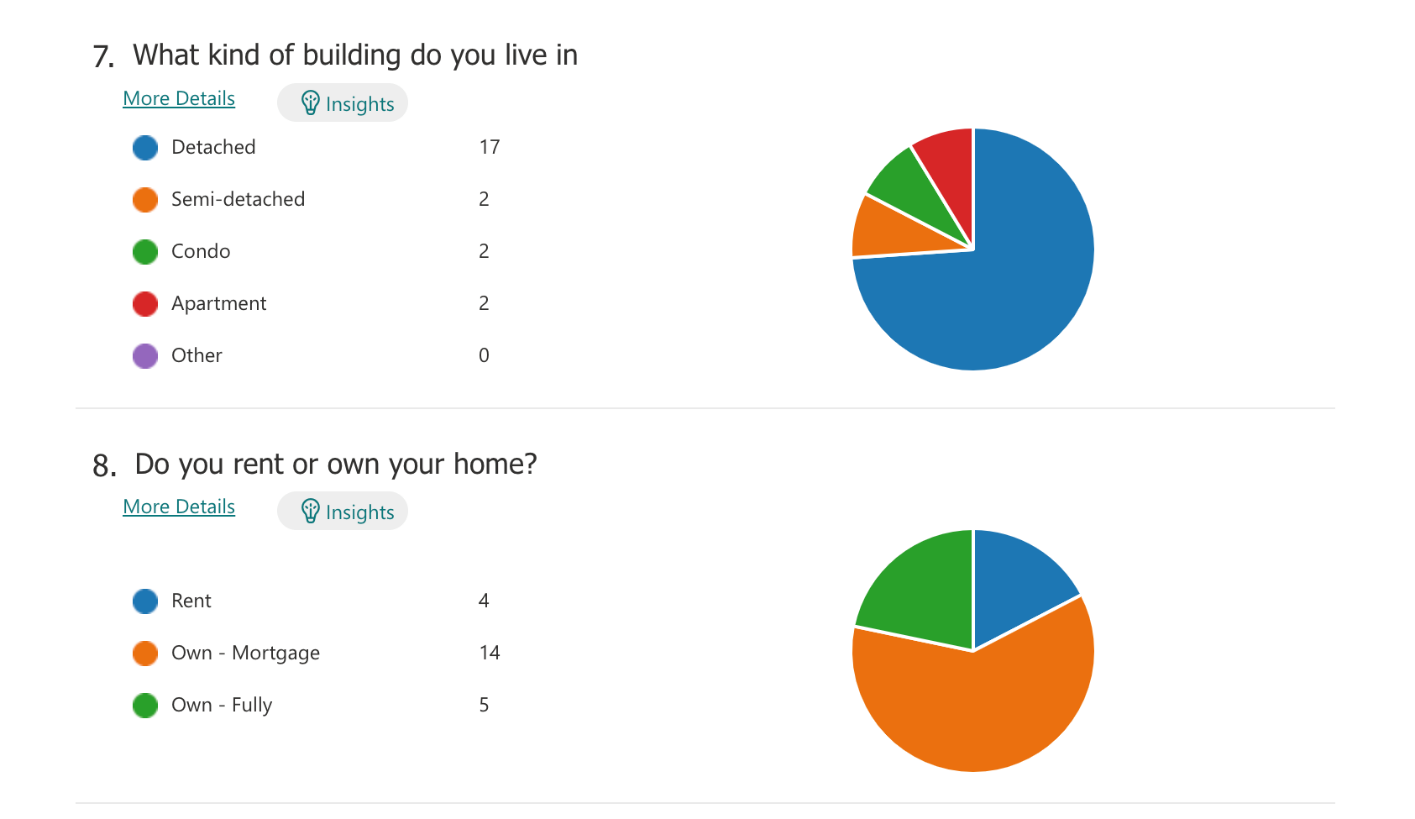 7. What kind of building do you live in
More Details Insights
Detached 17
Semi-detached 2
Condo 2
Apartment 2
Other 0
8. Do you rent or own your home?
More Details Insights
Rent 4
Own - Mortgage 14
Own - Fully 5